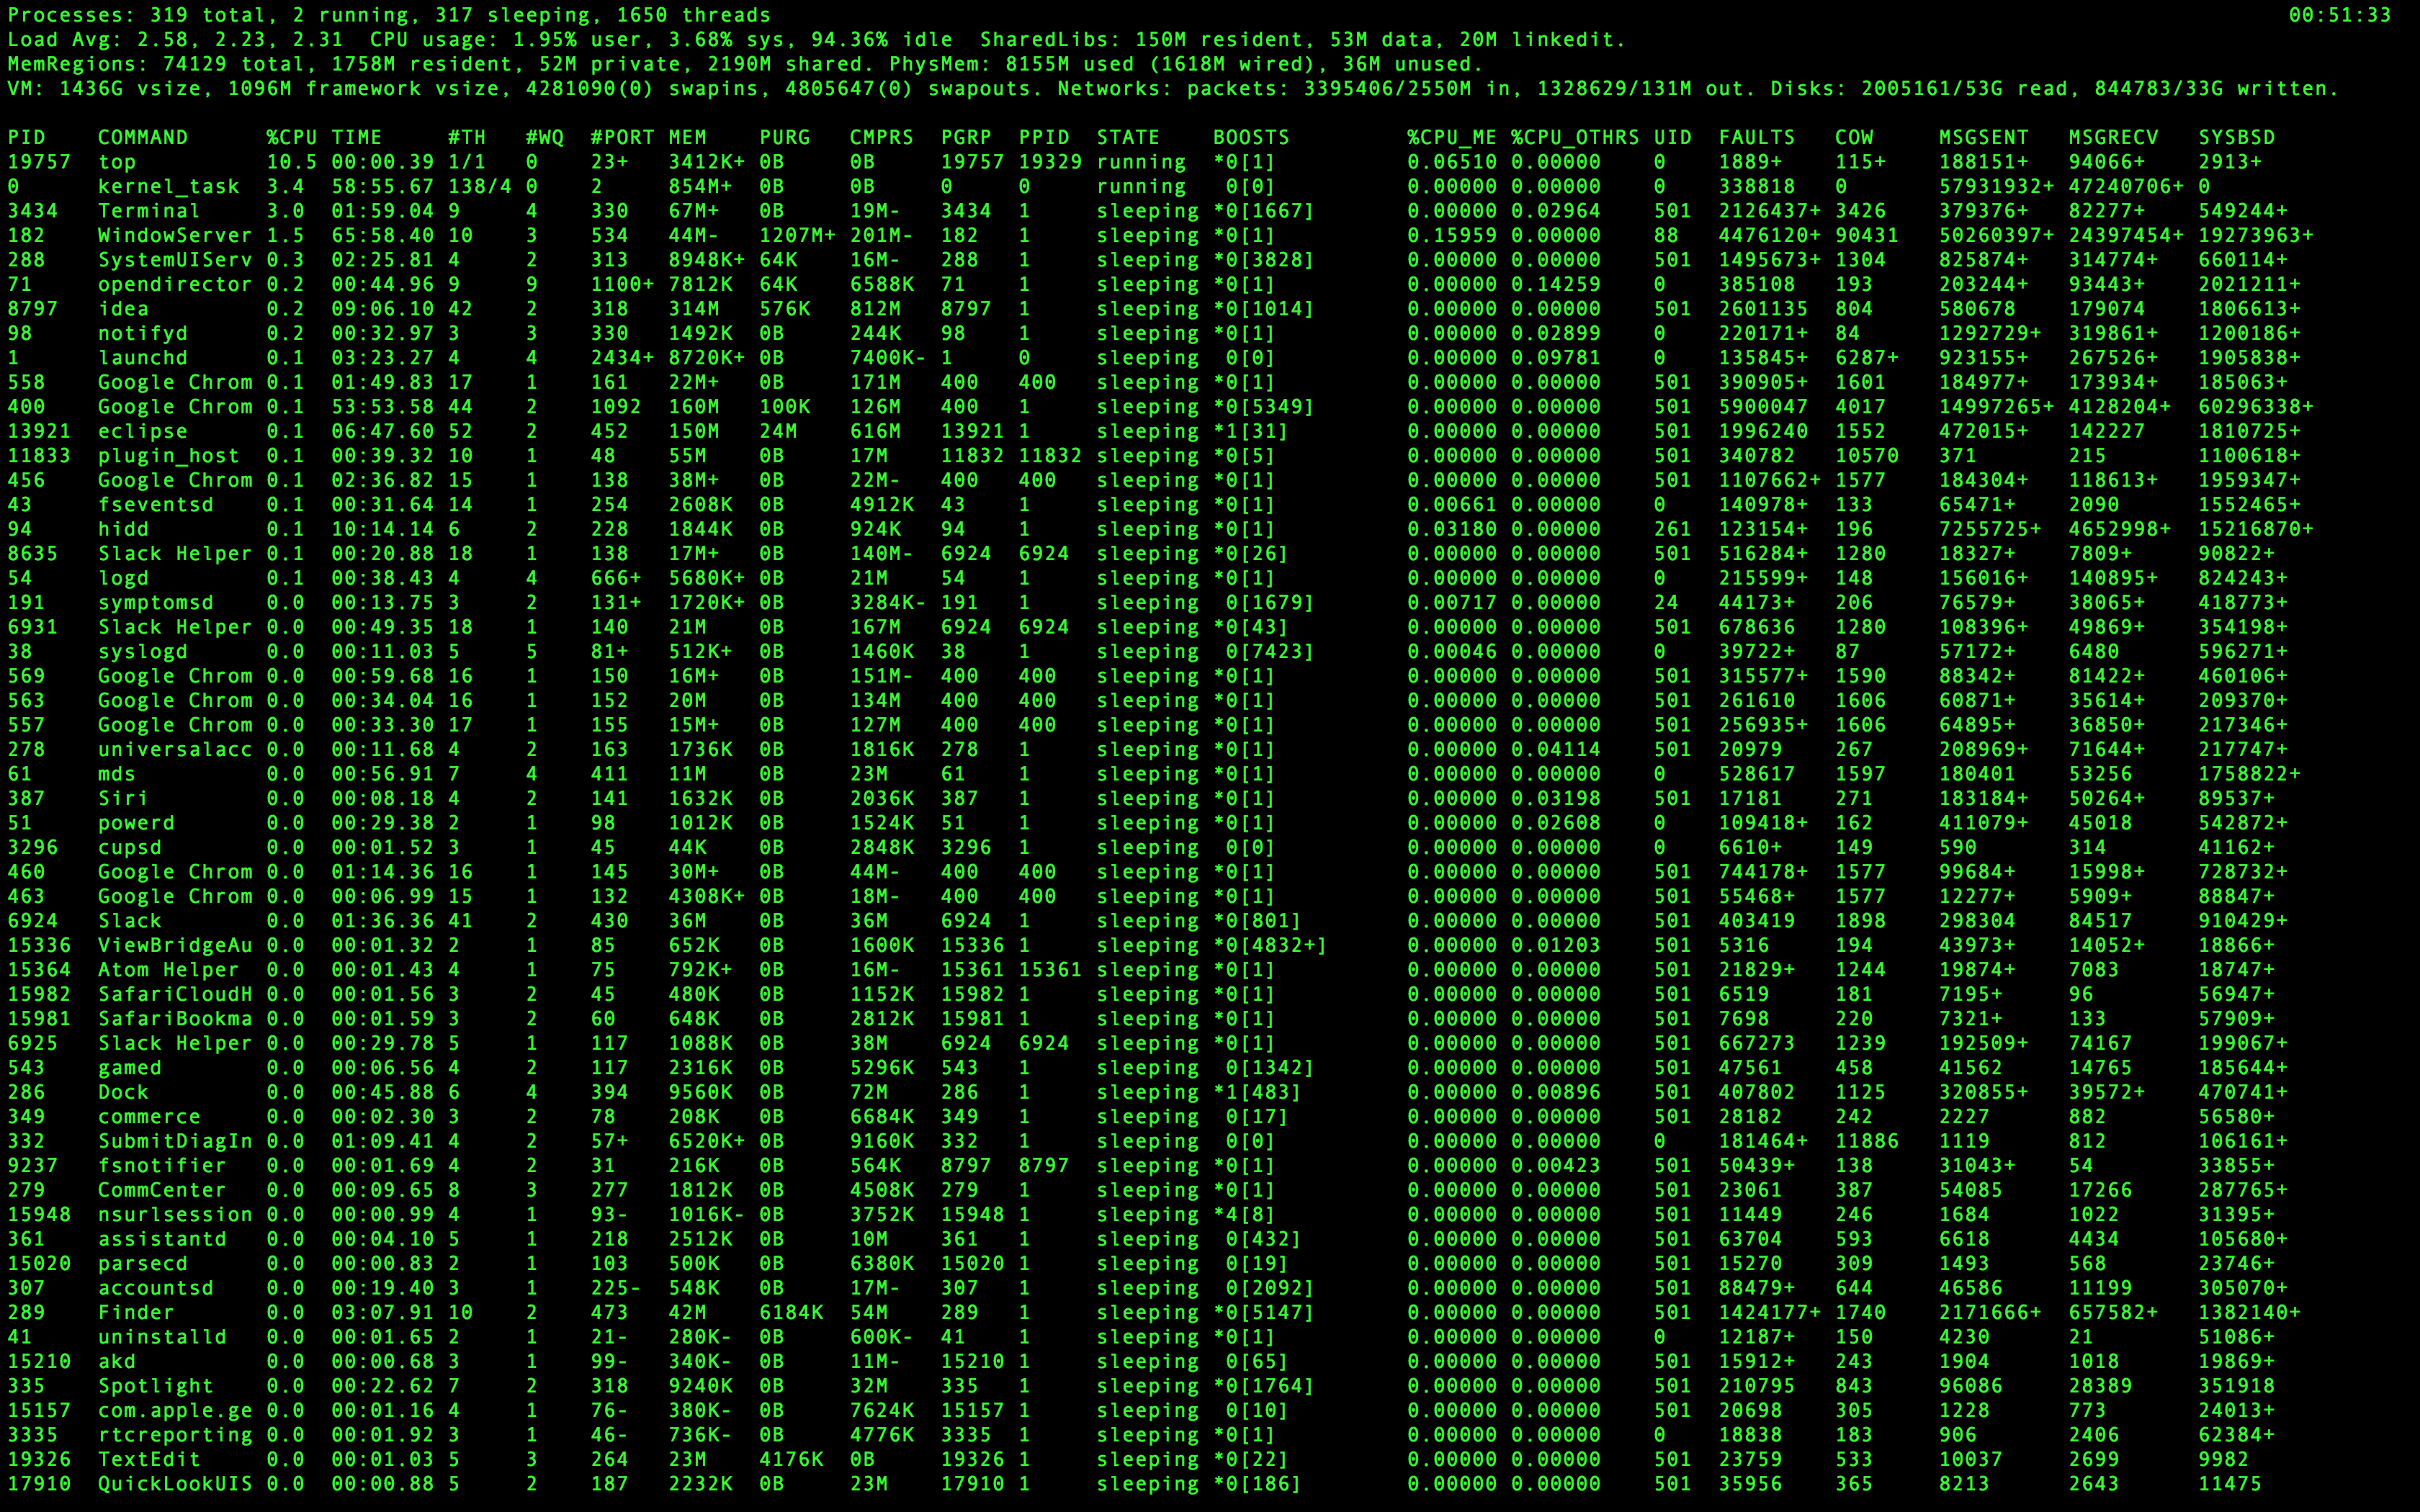 Processes: 319 total, 2 running, 317 sleeping, 1650 threads 00:51:33
Load Avg: 2.58, 2.23, 2.31  CPU usage: 1.95% user, 3.68% sys, 94.36% idle  SharedLibs: 150M resident, 53M data, 20M linkedit.
MemRegions: 74129 total, 1758M resident, 52M private, 2190M shared. PhysMem: 8155M used (1618M wired), 36M unused.
VM: 1436G vsize, 1096M framework vsize, 4281090(0) swapins, 4805647(0) swapouts. Networks: packets: 3395406/2550M in, 1328629/131M out. Disks: 2005161/53G read, 844783/33G written.
PID COMMAND %CPU TIME #TH #WQ #PORT MEM PURG CMPRS PGRP PPID STATE BOOSTS %CPU_ME %CPU_OTHRS UID FAULTS COW MSGSENT MSGRECV SYSBSD
19757 top 10.5 00:00.39 1/1 0 23+ 3412K+ 0B 0B 19757 19329 running *0[1] 0.06510 0.00000 0 1889+ 115+ 188151+ 94066+ 2913+
0 kernel_task 3.4 58:55.67 138/4 0 2 854M+ 0B 0B 0 0 running 0[0] 0.00000 0.00000 0 338818 0 57931932+ 47240706+ 0
3434 Terminal 3.0 01:59.04 9 4 330 67M+ 0B 19M- 3434 1 sleeping *0[1667] 0.00000 0.02964 501 2126437+ 3426 379376+ 82277+ 549244+
182 WindowServer 1.5 65:58.40 10 3 534 44M- 1207M+ 201M- 182 1 sleeping *0[1] 0.15959 0.00000 88 4476120+ 90431 50260397+ 24397454+ 19273963+
288 SystemUIServ 0.3 02:25.81 4 2 313 8948K+ 64K 16M- 288 1 sleeping *0[3828] 0.00000 0.00000 501 1495673+ 1304 825874+ 314774+ 660114+
71 opendirector 0.2 00:44.96 9 9 1100+ 7812K 64K 6588K 71 1 sleeping *0[1] 0.00000 0.14259 0 385108 193 203244+ 93443+ 2021211+
8797 idea 0.2 09:06.10 42 2 318 314M 576K 812M 8797 1 sleeping *0[1014] 0.00000 0.00000 501 2601135 804 580678 179074 1806613+
98 notifyd 0.2 00:32.97 3 3 330 1492K 0B 244K 98 1 sleeping *0[1] 0.00000 0.02899 0 220171+ 84 1292729+ 319861+ 1200186+
1 launchd 0.1 03:23.27 4 4 2434+ 8720K+ 0B 7400K- 1 0 sleeping 0[0] 0.00000 0.09781 0 135845+ 6287+ 923155+ 267526+ 1905838+
558 Google Chrom 0.1 01:49.83 17 1 161 22M+ 0B 171M 400 400 sleeping *0[1] 0.00000 0.00000 501 390905+ 1601 184977+ 173934+ 185063+
400 Google Chrom 0.1 53:53.58 44 2 1092 160M 100K 126M 400 1 sleeping *0[5349] 0.00000 0.00000 501 5900047 4017 14997265+ 4128204+ 60296338+
13921 eclipse 0.1 06:47.60 52 2 452 150M 24M 616M 13921 1 sleeping *1[31] 0.00000 0.00000 501 1996240 1552 472015+ 142227 1810725+
11833 plugin_host 0.1 00:39.32 10 1 48 55M 0B 17M 11832 11832 sleeping *0[5] 0.00000 0.00000 501 340782 10570 371 215 1100618+
456 Google Chrom 0.1 02:36.82 15 1 138 38M+ 0B 22M- 400 400 sleeping *0[1] 0.00000 0.00000 501 1107662+ 1577 184304+ 118613+ 1959347+
43 fseventsd 0.1 00:31.64 14 1 254 2608K 0B 4912K 43 1 sleeping *0[1] 0.00661 0.00000 0 140978+ 133 65471+ 2090 1552465+
94 hidd 0.1 10:14.14 6 2 228 1844K 0B 924K 94 1 sleeping *0[1] 0.03180 0.00000 261 123154+ 196 7255725+ 4652998+ 15216870+
8635 Slack Helper 0.1 00:20.88 18 1 138 17M+ 0B 140M- 6924 6924 sleeping *0[26] 0.00000 0.00000 501 516284+ 1280 18327+ 7809+ 90822+
54 logd 0.1 00:38.43 4 4 666+ 5680K+ 0B 21M 54 1 sleeping *0[1] 0.00000 0.00000 0 215599+ 148 156016+ 140895+ 824243+
191 symptomsd 0.0 00:13.75 3 2 131+ 1720K+ 0B 3284K- 191 1 sleeping 0[1679] 0.00717 0.00000 24 44173+ 206 76579+ 38065+ 418773+
6931 Slack Helper 0.0 00:49.35 18 1 140 21M 0B 167M 6924 6924 sleeping *0[43] 0.00000 0.00000 501 678636 1280 108396+ 49869+ 354198+
38 syslogd 0.0 00:11.03 5 5 81+ 512K+ 0B 1460K 38 1 sleeping 0[7423] 0.00046 0.00000 0 39722+ 87 57172+ 6480 596271+
569 Google Chrom 0.0 00:59.68 16 1 150 16M+ 0B 151M- 400 400 sleeping *0[1] 0.00000 0.00000 501 315577+ 1590 88342+ 81422+ 460106+
563 Google Chrom 0.0 00:34.04 16 1 152 20M 0B 134M 400 400 sleeping *0[1] 0.00000 0.00000 501 261610 1606 60871+ 35614+ 209370+
557 Google Chrom 0.0 00:33.30 17 1 155 15M+ 0B 127M 400 400 sleeping *0[1] 0.00000 0.00000 501 256935+ 1606 64895+ 36850+ 217346+
278 universalacc 0.0 00:11.68 4 2 163 1736K 0B 1816K 278 1 sleeping *0[1] 0.00000 0.04114 501 20979 267 208969+ 71644+ 217747+
61 mds 0.0 00:56.91 7 4 411 11M 0B 23M 61 1 sleeping *0[1] 0.00000 0.00000 0 528617 1597 180401 53256 1758822+
387 Siri 0.0 00:08.18 4 2 141 1632K 0B 2036K 387 1 sleeping *0[1] 0.00000 0.03198 501 17181 271 183184+ 50264+ 89537+
51 powerd 0.0 00:29.38 2 1 98 1012K 0B 1524K 51 1 sleeping *0[1] 0.00000 0.02608 0 109418+ 162 411079+ 45018 542872+
3296 cupsd 0.0 00:01.52 3 1 45 44K 0B 2848K 3296 1 sleeping 0[0] 0.00000 0.00000 0 6610+ 149 590 314 41162+
460 Google Chrom 0.0 01:14.36 16 1 145 30M+ 0B 44M- 400 400 sleeping *0[1] 0.00000 0.00000 501 744178+ 1577 99684+ 15998+ 728732+
463 Google Chrom 0.0 00:06.99 15 1 132 4308K+ 0B 18M- 400 400 sleeping *0[1] 0.00000 0.00000 501 55468+ 1577 12277+ 5909+ 88847+
6924 Slack 0.0 01:36.36 41 2 430 36M 0B 36M 6924 1 sleeping *0[801] 0.00000 0.00000 501 403419 1898 298304 84517 910429+
15336 ViewBridgeAu 0.0 00:01.32 2 1 85 652K 0B 1600K 15336 1 sleeping *0[4832+] 0.00000 0.01203 501 5316 194 43973+ 14052+ 18866+
15364 Atom Helper 0.0 00:01.43 4 1 75 792K+ 0B 16M- 15361 15361 sleeping *0[1] 0.00000 0.00000 501 21829+ 1244 19874+ 7083 18747+
15982 SafariCloudH 0.0 00:01.56 3 2 45 480K 0B 1152K 15982 1 sleeping *0[1] 0.00000 0.00000 501 6519 181 7195+ 96 56947+
15981 SafariBookma 0.0 00:01.59 3 2 60 648K 0B 2812K 15981 1 sleeping *0[1] 0.00000 0.00000 501 7698 220 7321+ 133 57909+
6925 Slack Helper 0.0 00:29.78 5 1 117 1088K 0B 38M 6924 6924 sleeping *0[1] 0.00000 0.00000 501 667273 1239 192509+ 74167 199067+
543 gamed 0.0 00:06.56 4 2 117 2316K 0B 5296K 543 1 sleeping 0[1342] 0.00000 0.00000 501 47561 458 41562 14765 185644+
286 Dock 0.0 00:45.88 6 4 394 9560K 0B 72M 286 1 sleeping *1[483] 0.00000 0.00896 501 407802 1125 320855+ 39572+ 470741+
349 commerce 0.0 00:02.30 3 2 78 208K 0B 6684K 349 1 sleeping 0[17] 0.00000 0.00000 501 28182 242 2227 882 56580+
332 SubmitDiagIn 0.0 01:09.41 4 2 57+ 6520K+ 0B 9160K 332 1 sleeping 0[0] 0.00000 0.00000 0 181464+ 11886 1119 812 106161+
9237 fsnotifier 0.0 00:01.69 4 2 31 216K 0B 564K 8797 8797 sleeping *0[1] 0.00000 0.00423 501 50439+ 138 31043+ 54 33855+
279 CommCenter 0.0 00:09.65 8 3 277 1812K 0B 4508K 279 1 sleeping *0[1] 0.00000 0.00000 501 23061 387 54085 17266 287765+
15948 nsurlsession 0.0 00:00.99 4 1 93- 1016K- 0B 3752K 15948 1 sleeping *4[8] 0.00000 0.00000 501 11449 246 1684 1022 31395+
361 assistantd 0.0 00:04.10 5 1 218 2512K 0B 10M 361 1 sleeping 0[432] 0.00000 0.00000 501 63704 593 6618 4434 105680+
15020 parsecd 0.0 00:00.83 2 1 103 500K 0B 6380K 15020 1 sleeping 0[19] 0.00000 0.00000 501 15270 309 1493 568 23746+
307 accountsd 0.0 00:19.40 3 1 225- 548K 0B 17M- 307 1 sleeping 0[2092] 0.00000 0.00000 501 88479+ 644 46586 11199 305070+
289 Finder 0.0 03:07.91 10 2 473 42M 6184K 54M 289 1 sleeping *0[5147] 0.00000 0.00000 501 1424177+ 1740 2171666+ 657582+ 1382140+
41 uninstalld 0.0 00:01.65 2 1 21- 280K- 0B 600K- 41 1 sleeping *0[1] 0.00000 0.00000 0 12187+ 150 4230 21 51086+
15210 akd 0.0 00:00.68 3 1 99- 340K- 0B 11M- 15210 1 sleeping 0[65] 0.00000 0.00000 501 15912+ 243 1904 1018 19869+
335 Spotlight 0.0 00:22.62 7 2 318 9240K 0B 32M 335 1 sleeping *0[1764] 0.00000 0.00000 501 210795 843 96086 28389 351918
15157 com.apple.ge 0.0 00:01.16 4 1 76- 380K- 0B 7624K 15157 1 sleeping 0[10] 0.00000 0.00000 501 20698 305 1228 773 24013+
3335 rtcreporting 0.0 00:01.92 3 1 46- 736K- 0B 4776K 3335 1 sleeping *0[1] 0.00000 0.00000 0 18838 183 906 2406 62384+
19326 TextEdit 0.0 00:01.03 5 3 264 23M 4176K 0B 19326 1 sleeping *0[22] 0.00000 0.00000 501 23759 533 10037 2699 9982
17910 QuickLookUIS 0.0 00:00.88 5 2 187 2232K 0B 23M 17910 1 sleeping *0[186] 0.00000 0.00000 501 35956 365 8213 2643 11475